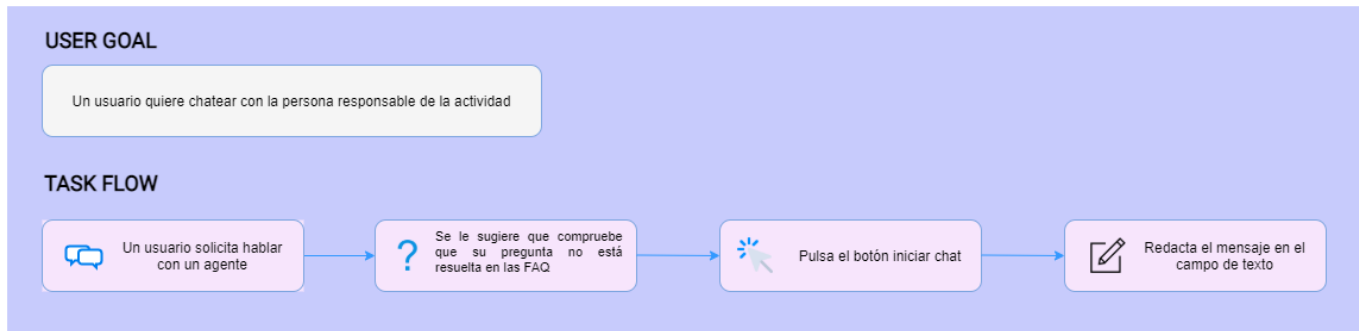 USER GOAL
Un usuario quiere chatear con la persona responsable de la actividad
TASK FLOW
Un usuario solicita hablar
con un agente
?
Se le sugiere que compruebe
que su pregunta no está
resuelta en las FAQ
Pulsa el botón iniciar chat
Redacta el mensaje en el
campo de texto